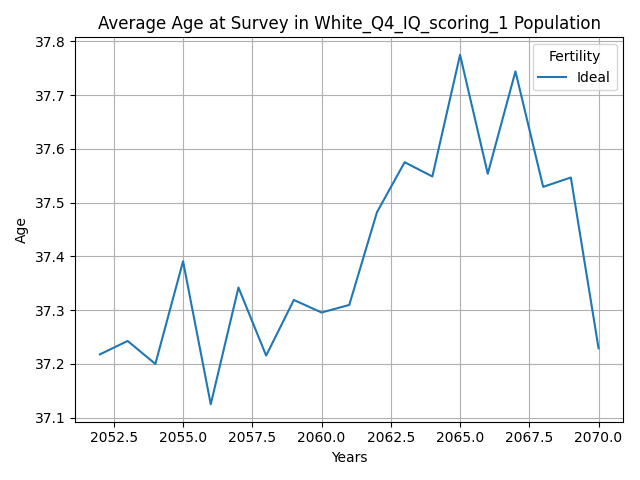 Average Age at Survey in White_Q4_IQ_scoring_1 Population
37.8
37.7
37.6
37.5
37.4
37.3
37.2
37.1
Age
Fertility
Ideal
2052.5 2055.0 2057.5 2060.0 2062.5 2065.0 2067.5 2070.0
Years